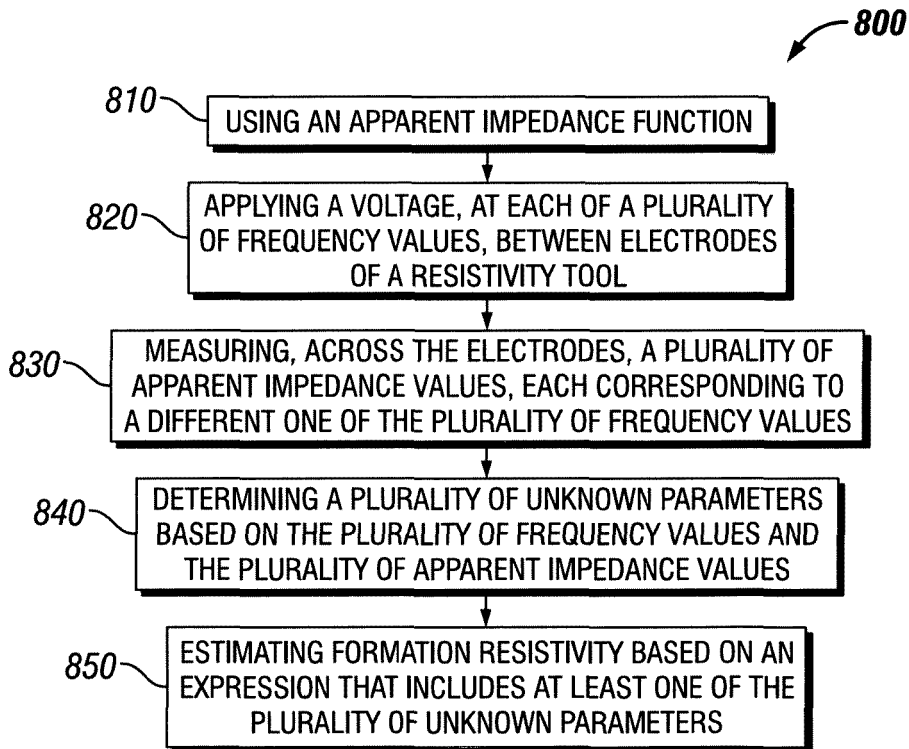 800
810
USING AN APPARENT IMPEDANCE FUNCTION
820
APPLYING A VOLTAGE, AT EACH OF A PLURALITY
OF FREQUENCY VALUES, BETWEEN ELECTRODES
OF A RESISTIVITY TOOL
830
MEASURING, ACROSS THE ELECTRODES, A PLURALITY OF
APPARENT IMPEDANCE VALUES, EACH CORRESPONDING TO
A DIFFERENT ONE OF THE PLURALITY OF FREQUENCY VALUES
840
DETERMINING A PLURALITY OF UNKNOWN PARAMETERS
BASED ON THE PLURALITY OF FREQUENCY VALUES AND
THE PLURALITY OF APPARENT IMPEDANCE VALUES
850
ESTIMATING FORMATION RESISTIVITY BASED ON AN
EXPRESSION THAT INCLUDES AT LEAST ONE OF THE
PLURALITY OF UNKNOWN PARAMETERS